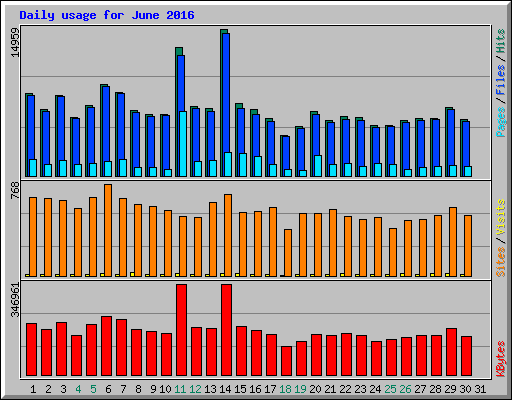 Daily usage for June 2016
14959
Pages / Files / Hits
768
Sites / Visits
346961
KBytes
1 2 3 4 5 6 7 8 9 10 11 12 13 14 15 16 17 18 19 20 21 22 23 24 25 26 27 28 29 30 31